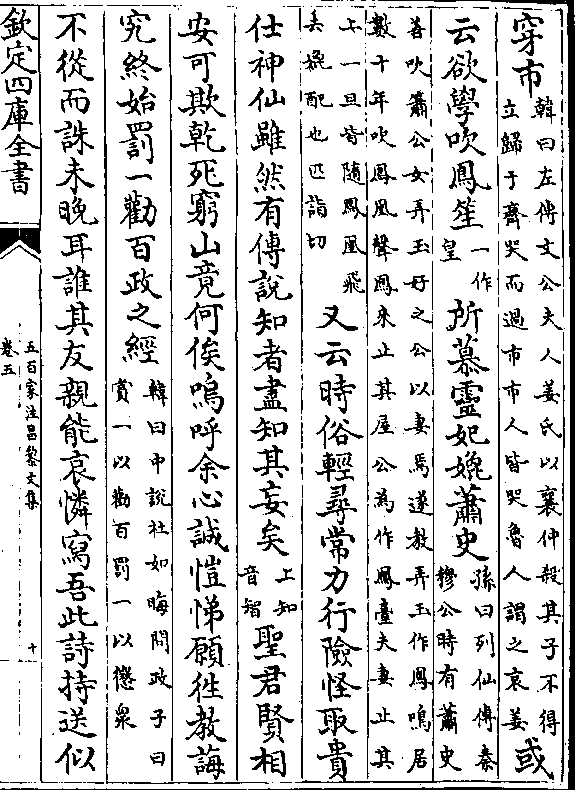 穿市韓曰左傳文公夫人姜氏以襄仲殺其子不得立歸于齊哭而過市市人皆哭魯人謂之哀姜或
云欲學吹鳳笙一作皇所慕靈妃媲蕭史孫曰列仙傳秦穆公時有蕭史
善吹簫公女弄玉好之公以妻焉遂教弄玉作鳳鳴居數十年吹鳳凰聲鳳來止其屋公為作鳳臺夫妻止其
上一旦皆隨鳳凰飛去媲配也匹詣切又云時俗輕尋常力行險怪取貴
仕神仙雖然有傳說知者盡知其妄矣上知音智聖君賢相
安可欺乾死窮山竟何俟嗚呼余心誠愷悌願徃教誨
究終始罰一勸百政之經韓曰中說杜如晦問政子曰賞一以勸百罰一以懲衆
不從而誅未晚耳誰其友親能哀憐寫吾此詩持送似
欽定四庫全書
五百家注昌黎文集
卷五
十